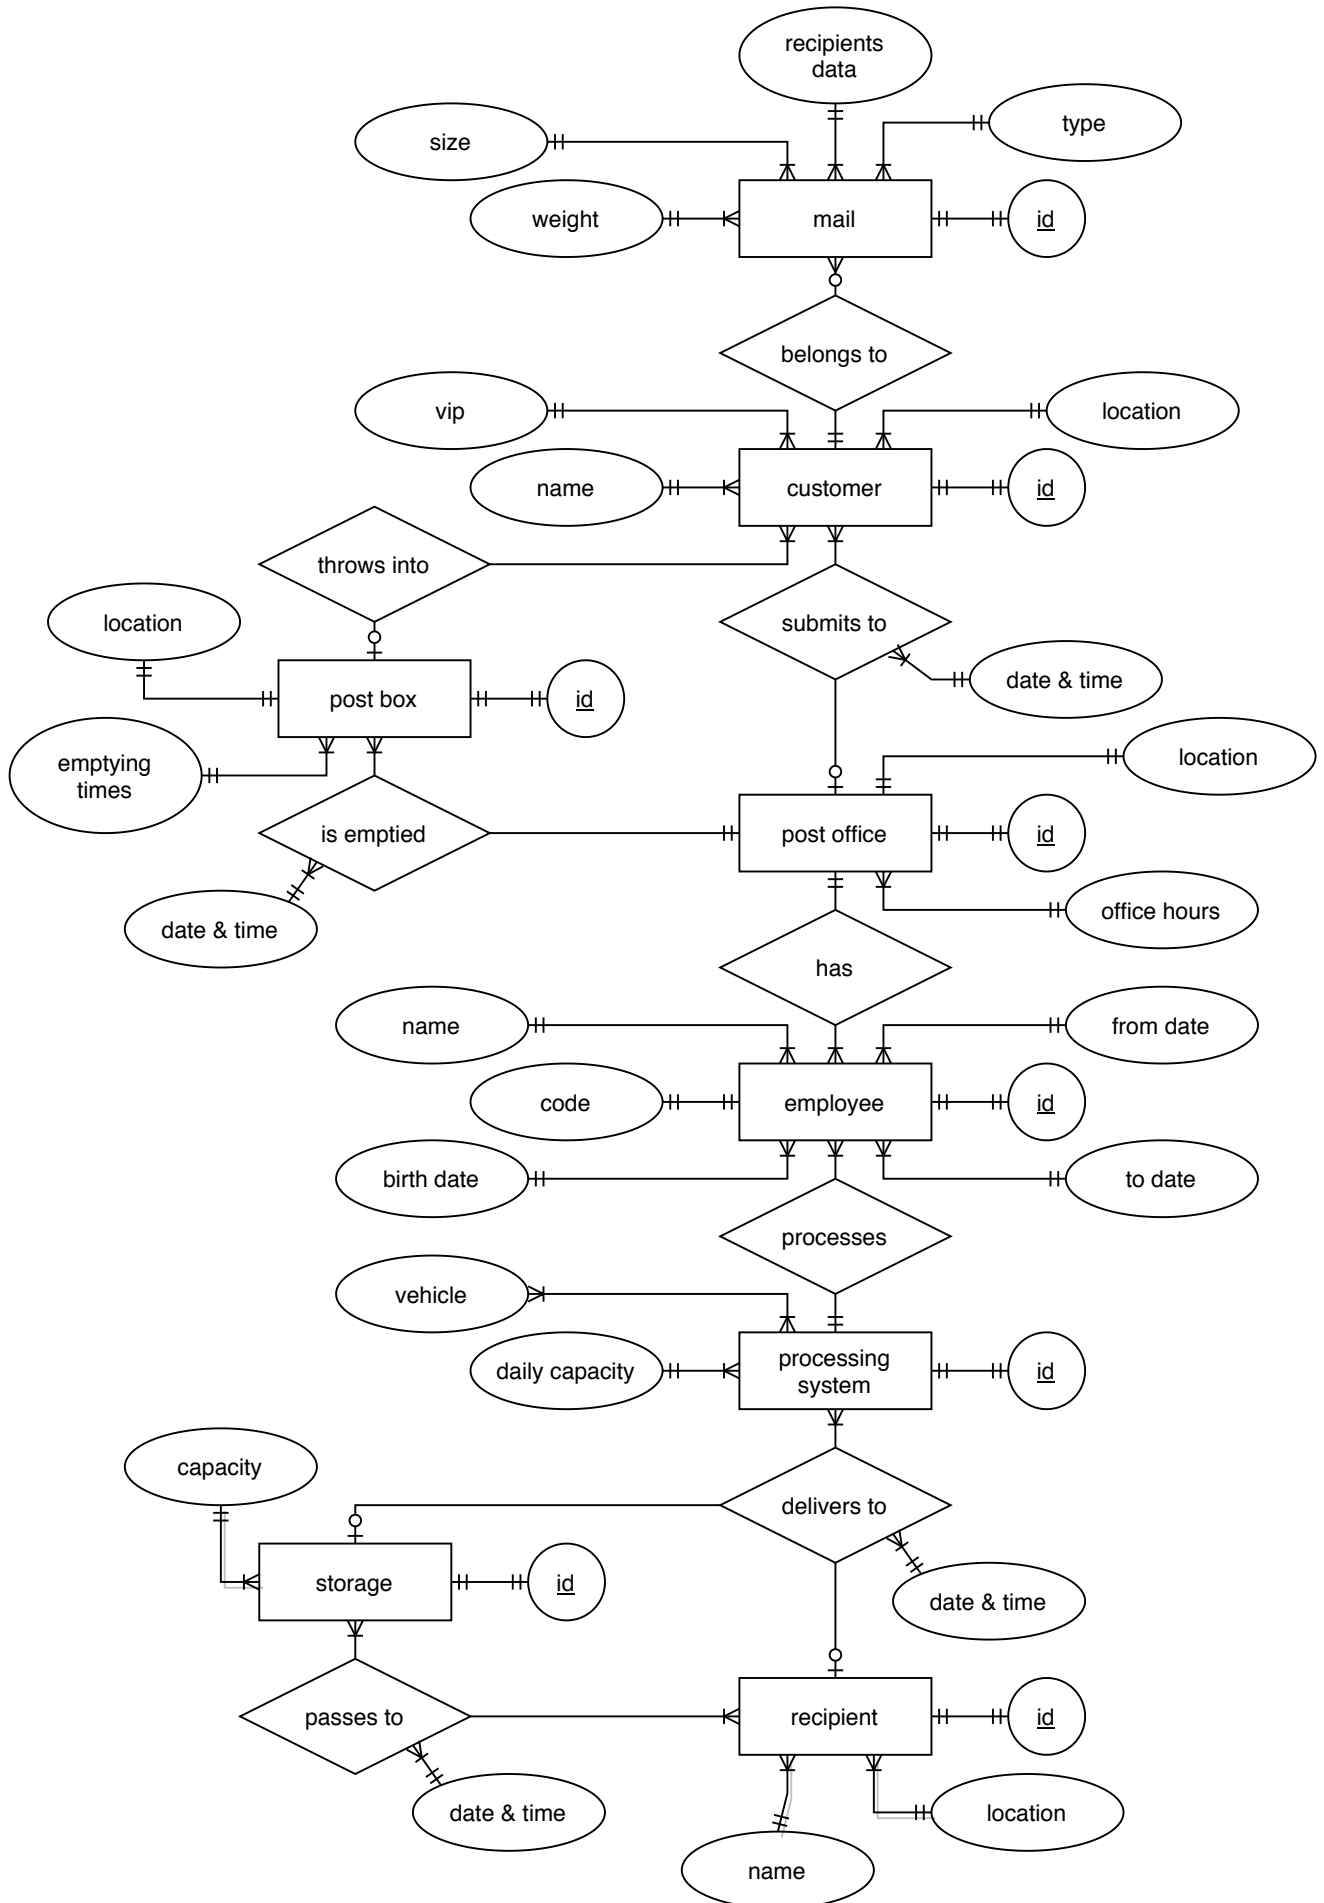 recipients
data
type
size
weight
mail
id
belongs to
vip
location
name
customer
id
throws into
submits to
location
date & time
post box
id
emptying
times
location
is emptied
post office
id
date & time
office hours
has
name
from date
code
employee
id
birth date
to date
processes
vehicle
daily capacity
processing
system
id
capacity
delivers to
storage
id
date & time
passes to
recipient
id
date & time
location
name